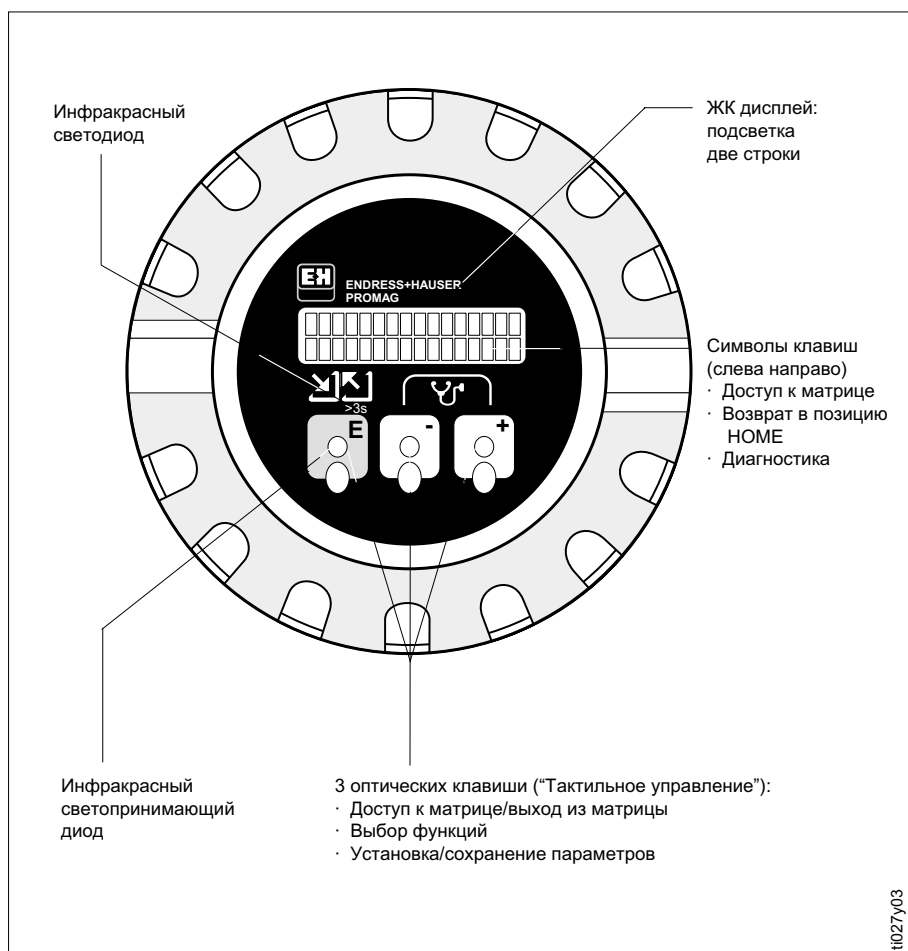 Инфракрасный
светодиод
ЖК дисплей:
подсветка
две строки
EH
ENDRESS+HAUSER
PROMAG
Символы клавиш
(слева направо)
· Доступ к матрице
· Возврат в позицию
HOME
· Диагностика
>3s
E
-
+
Инфракрасный
светопринимающий
диод
3 оптических клавиши (“Тактильное управление”):
· Доступ к матрице/выход из матрицы
· Выбор функций
· Установка/сохранение параметров
ti027y03